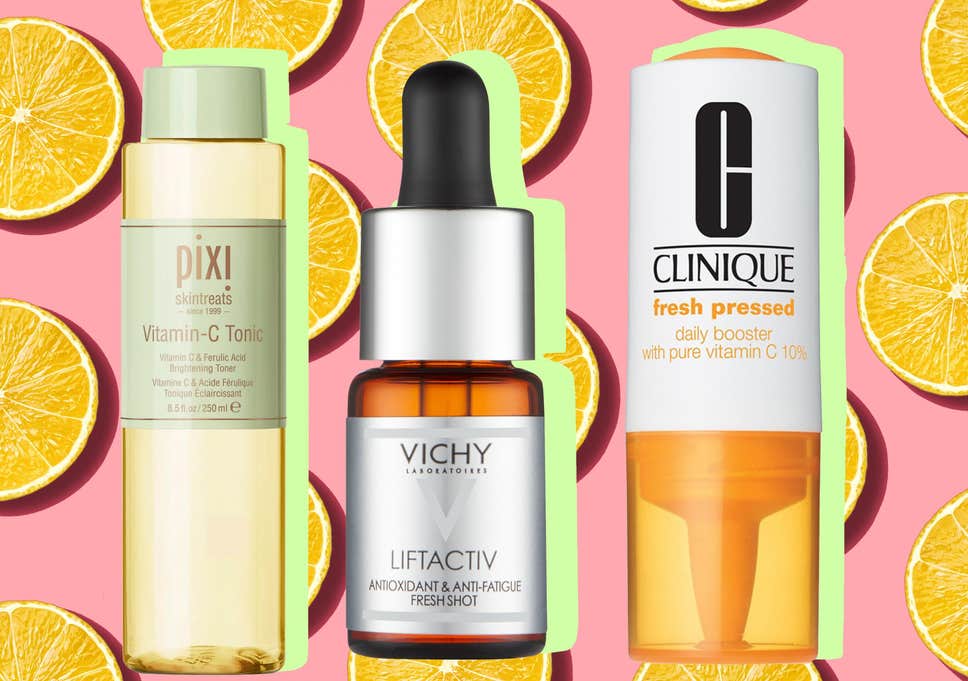 pixi
skintreats
— since 1999 —
Vitamin-C Tonic
Vitamin C & Ferulic Acid
Brightening Toner
Vitamine C & Acide Férulique
Tonique Éclaircissant
8.5 fl.oz / 250 ml ℮
VICHY
LABORATOIRES
V
LIFTACTIV
ANTIOXIDANT & ANTI-FATIGUE
FRESH SHOT
C
CLINIQUE
fresh pressed
daily booster
with pure vitamin C 10%